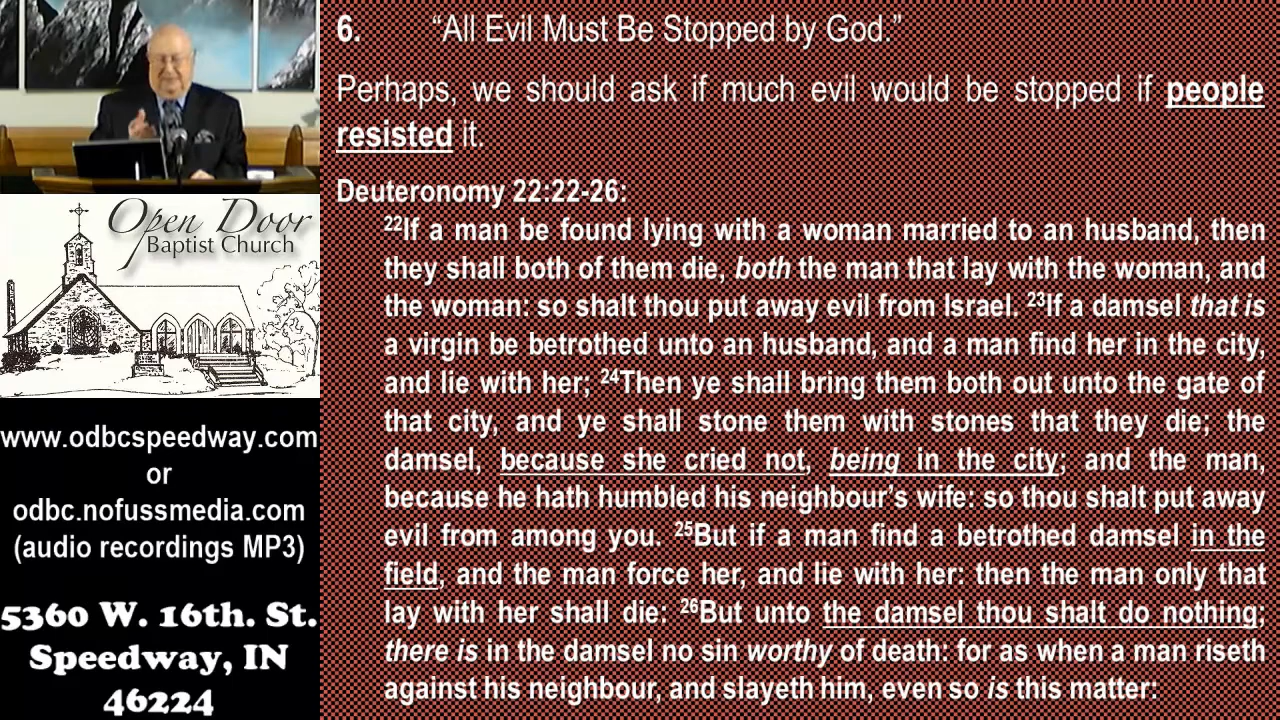 6. “All Evil Must Be Stopped by God.”
Perhaps, we should ask if much evil would be stopped if people
resisted it.
Deuteronomy 22:22-26:
22If a man be found lying with a woman married to an husband, then
they shall both of them die, both the man that lay with the woman, and
the woman: so shalt thou put away evil from Israel. 23If a damsel that is
a virgin be betrothed unto an husband, and a man find her in the city,
and lie with her; 24Then ye shall bring them both out unto the gate of
that city, and ye shall stone them with stones that they die; the
damsel, because she cried not, being in the city; and the man,
because he hath humbled his neighbour’s wife: so thou shalt put away
evil from among you. 25But if a man find a betrothed damsel in the
field, and the man force her, and lie with her: then the man only that
lay with her shall die: 26But unto the damsel thou shalt do nothing;
there is in the damsel no sin worthy of death: for as when a man riseth
against his neighbour, and slayeth him, even so is this matter:
Open Door
Baptist Church
www.odbcspeedway.com
or
odbc.nofussmedia.com
(audio recordings MP3)
5360 W. 16th. St.
Speedway, IN
46224